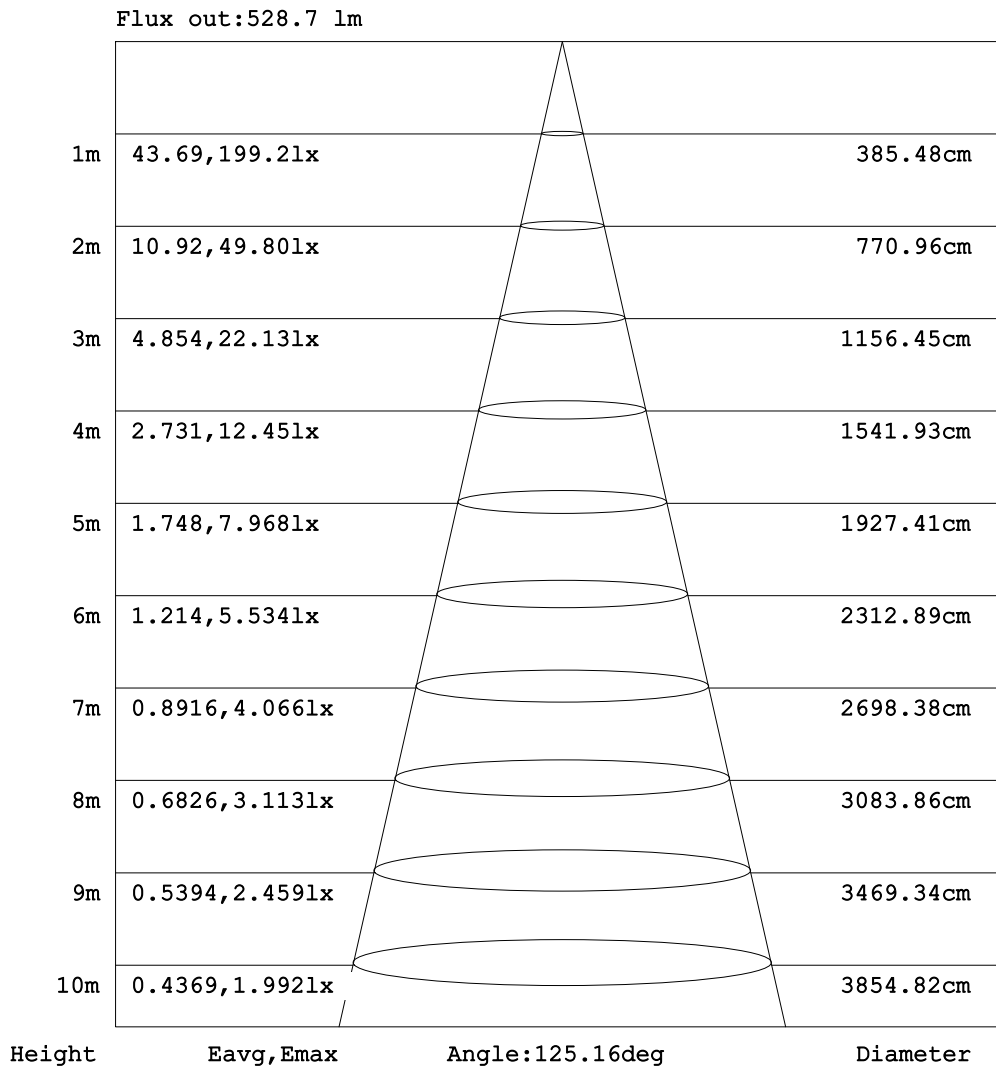 Flux out:528.7 lm
1m 43.69,199.2lx 385.48cm
2m 10.92,49.80lx 770.96cm
3m 4.854,22.13lx 1156.45cm
4m 2.731,12.45lx 1541.93cm
5m 1.748,7.968lx 1927.41cm
6m 1.214,5.534lx 2312.89cm
7m 0.8916,4.066lx 2698.38cm
8m 0.6826,3.113lx 3083.86cm
9m 0.5394,2.459lx 3469.34cm
10m 0.4369,1.992lx 3854.82cm
Height Eavg,Emax Angle:125.16deg Diameter